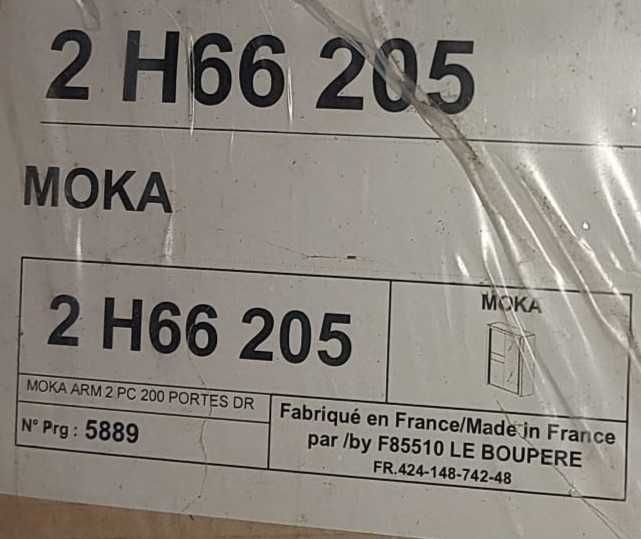 2 H66 205
MOKA
2 H66 205
MOKA
MOKA ARM 2 PC 200 PORTES DR
N° Prg : 5889
Fabriqué en France/Made in France
par /by F85510 LE BOUPERE
FR.424-148-742-48